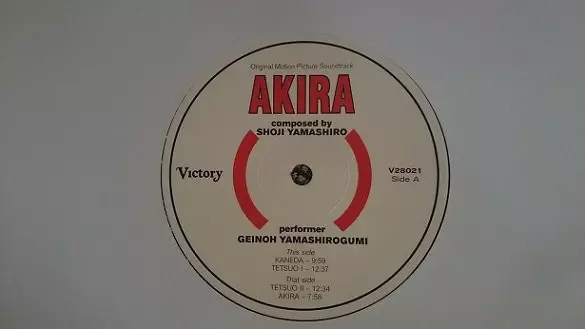 Original Motion Picture Soundtrack
AKIRA
composed by
SHOJI YAMASHIRO
Victory
V28021
Side A
performer
GEINOH YAMASHIROGUMI
This side
KANEDA – 9:59
TETSUO I – 12:37
That side
TETSUO II – 12:34
AKIRA – 7:58